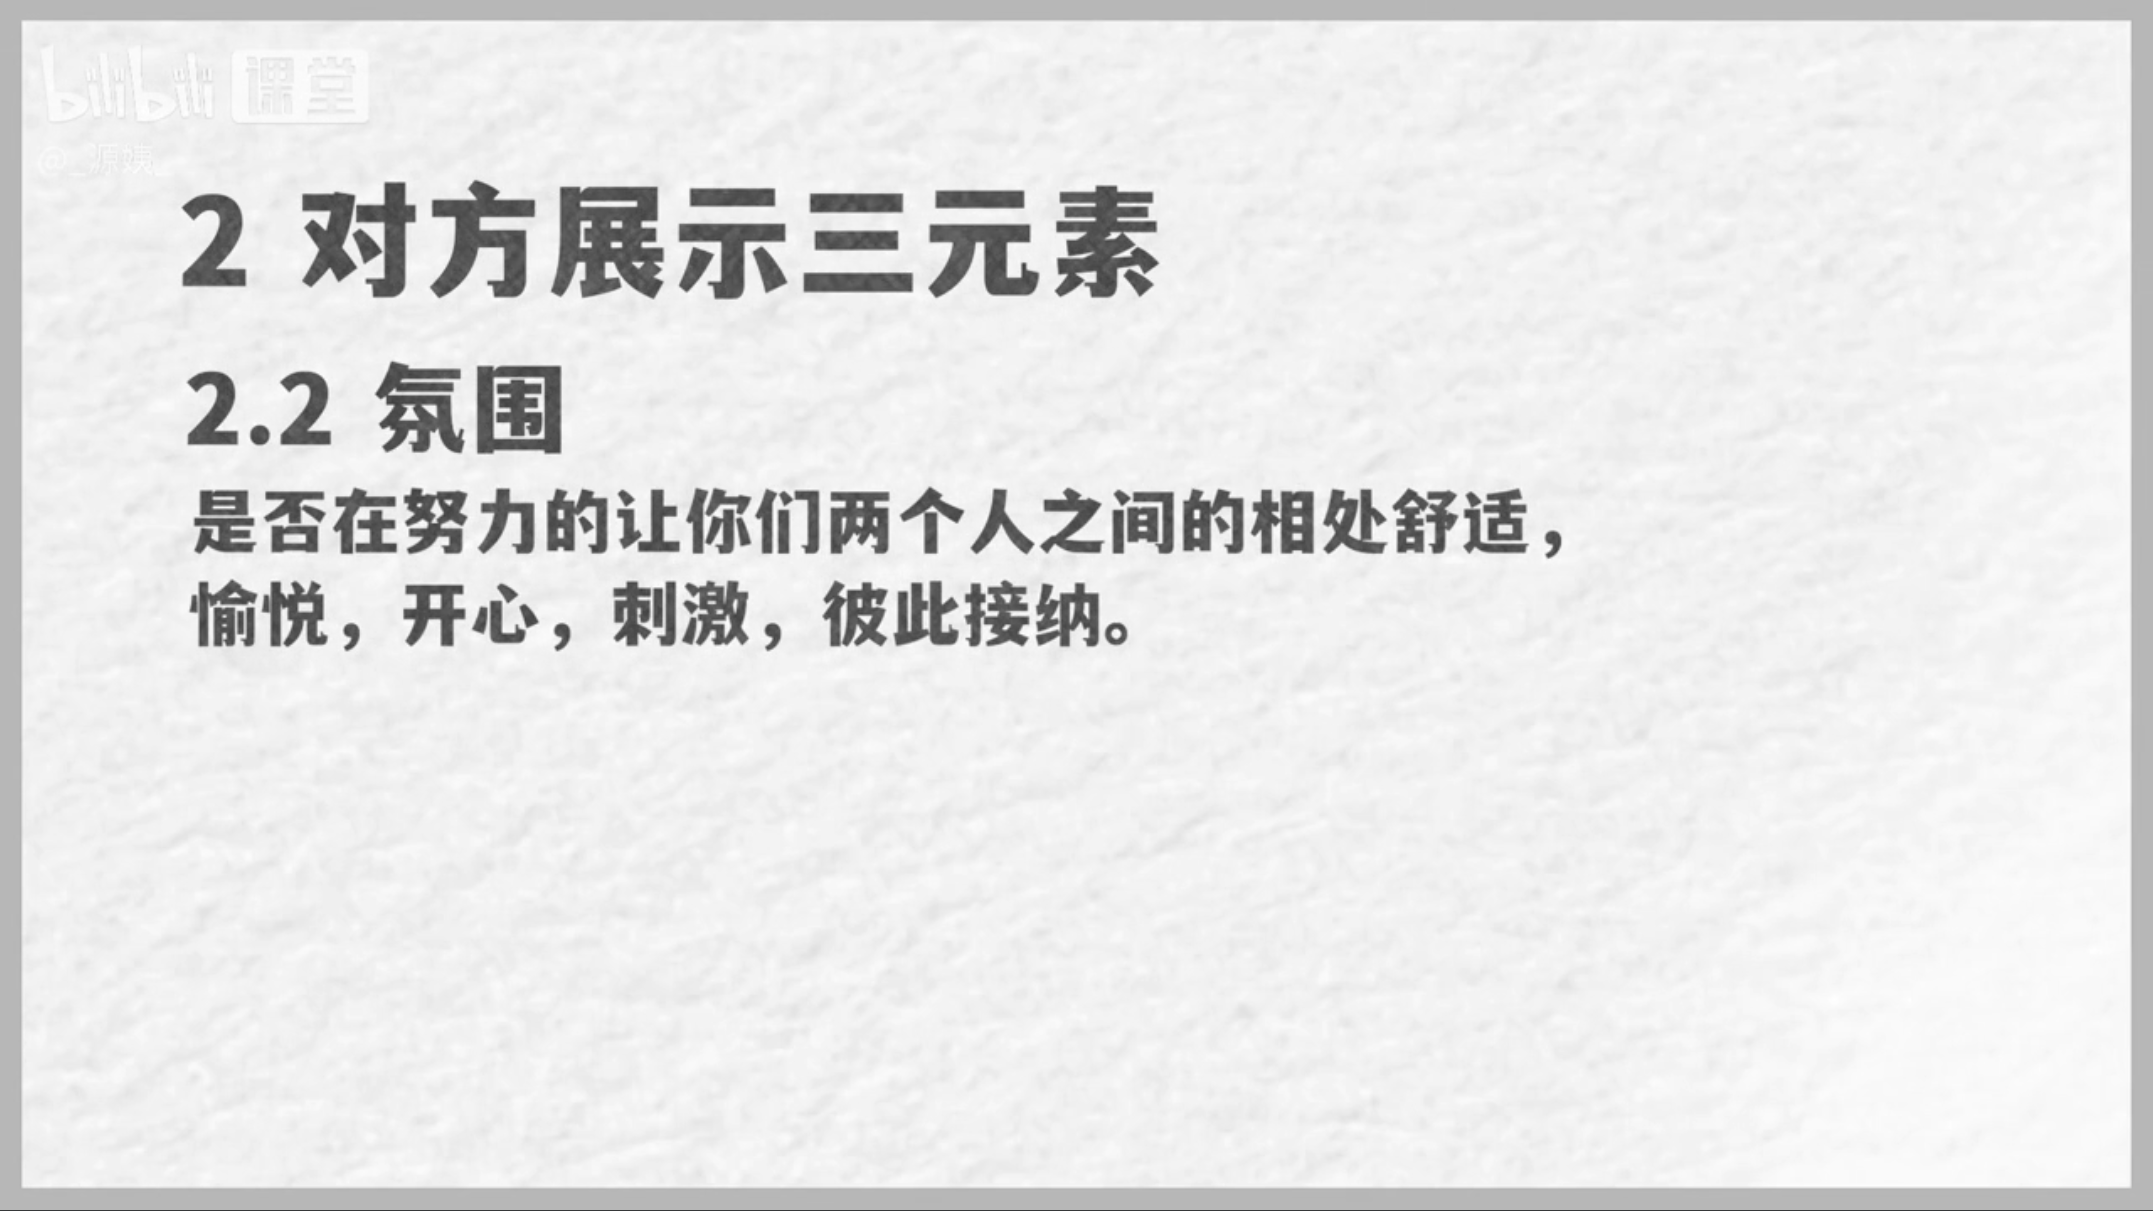 bilibili 课堂
@_源姨_
2 对方展示三元素
2.2 氛围
是否在努力的让你们两个人之间的相处舒适，
愉悦，开心，刺激，彼此接纳。